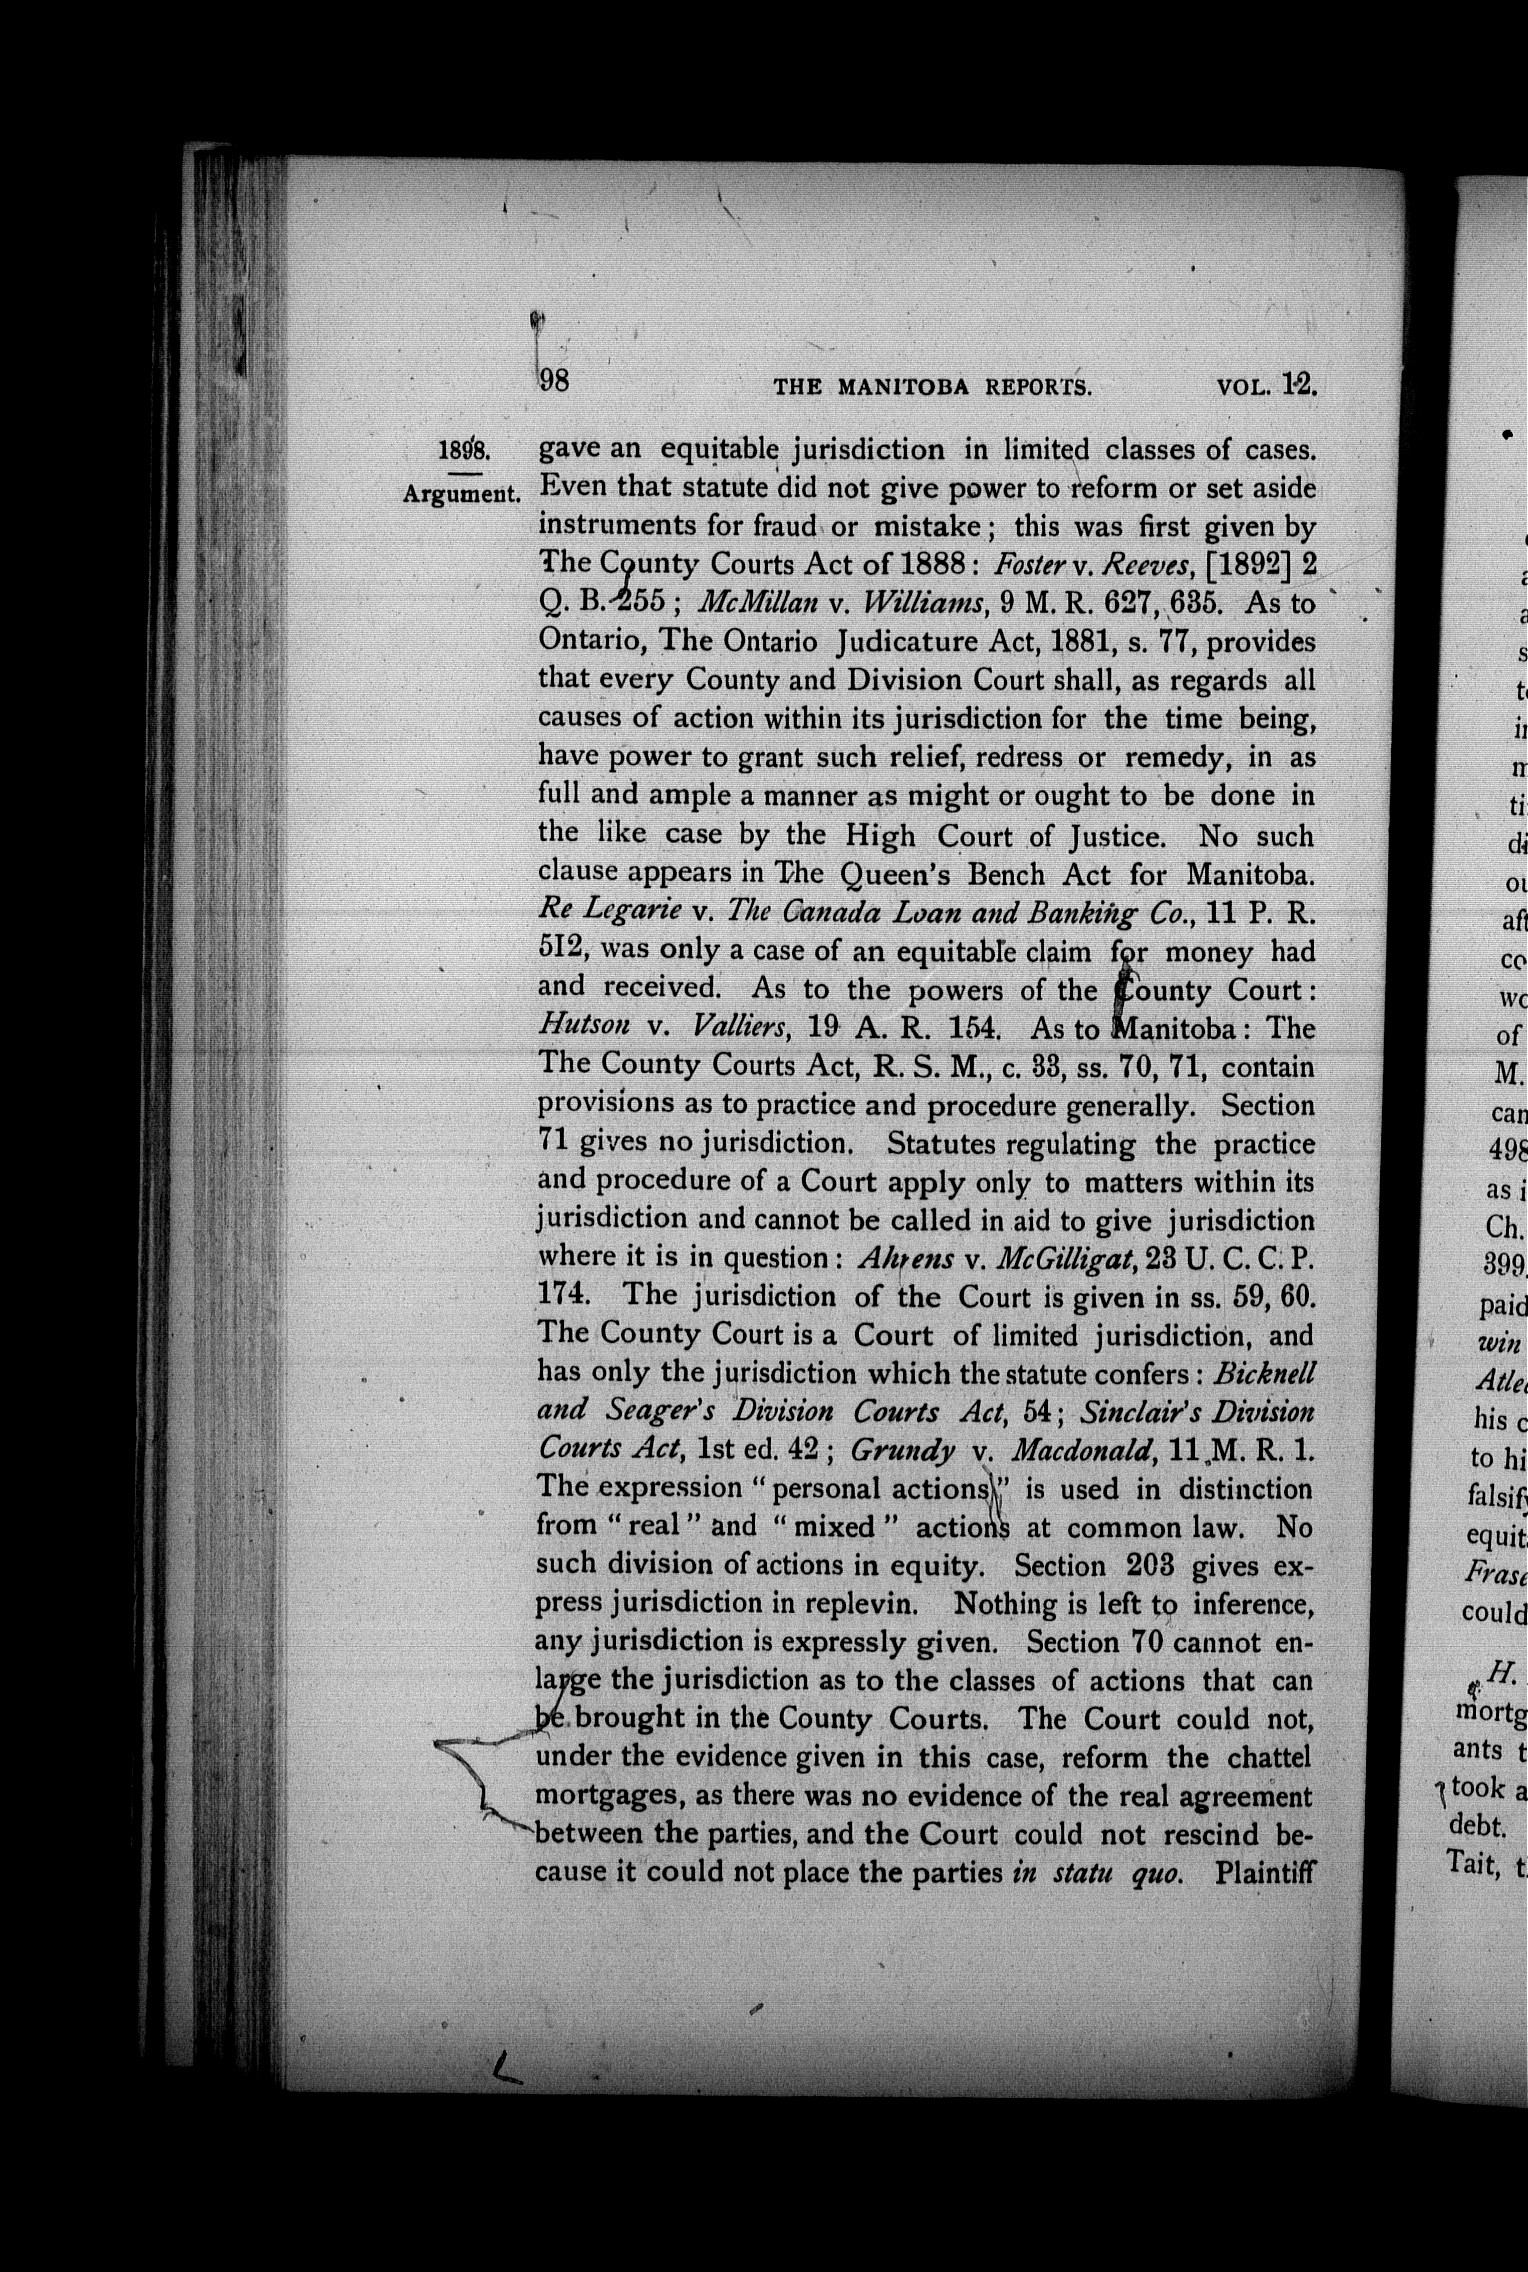 98 THE MANITOBA REPORTS. VOL. 12.
1898.
Argument.
gave an equitable jurisdiction in limited classes of cases.
Even that statute did not give power to reform or set aside
instruments for fraud or mistake; this was first given by
The County Courts Act of 1888: Foster v. Reeves, [1892] 2
Q. B. 255; McMillan v. Williams, 9 M. R. 627, 635. As to
Ontario, The Ontario Judicature Act, 1881, s. 77, provides
that every County and Division Court shall, as regards all
causes of action within its jurisdiction for the time being,
have power to grant such relief, redress or remedy, in as
full and ample a manner as might or ought to be done in
the like case by the High Court of Justice. No such
clause appears in The Queen's Bench Act for Manitoba.
Re Legarie v. The Canada Loan and Banking Co., 11 P. R.
512, was only a case of an equitable claim for money had
and received. As to the powers of the County Court:
Hutson v. Valliers, 19 A. R. 154. As to Manitoba: The
The County Courts Act, R. S. M., c. 33, ss. 70, 71, contain
provisions as to practice and procedure generally. Section
71 gives no jurisdiction. Statutes regulating the practice
and procedure of a Court apply only to matters within its
jurisdiction and cannot be called in aid to give jurisdiction
where it is in question: Ahrens v. McGilligat, 23 U. C. C. P.
174. The jurisdiction of the Court is given in ss. 59, 60.
The County Court is a Court of limited jurisdiction, and
has only the jurisdiction which the statute confers: Bicknell
and Seager's Division Courts Act, 54; Sinclair's Division
Courts Act, 1st ed. 42; Grundy v. Macdonald, 11 M. R. 1.
The expression "personal actions" is used in distinction
from "real" and "mixed" actions at common law. No
such division of actions in equity. Section 203 gives ex-
press jurisdiction in replevin. Nothing is left to inference,
any jurisdiction is expressly given. Section 70 cannot en-
large the jurisdiction as to the classes of actions that can
be brought in the County Courts. The Court could not,
under the evidence given in this case, reform the chattel
mortgages, as there was no evidence of the real agreement
between the parties, and the Court could not rescind be-
cause it could not place the parties in statu quo. Plaintiff
of
M.
498
Ch.
399.
paid
win
H.
took a
debt.
Tait,